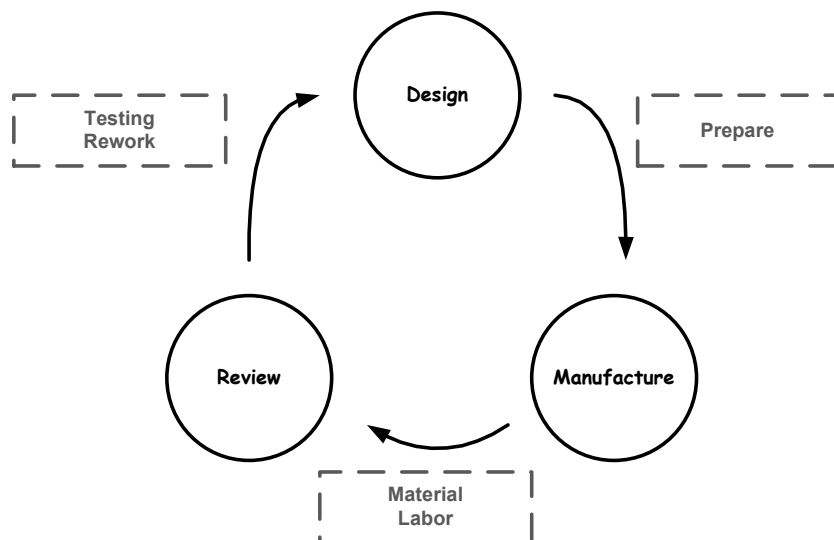 Design
Testing
Rework
Prepare
Review
Manufacture
Material
Labor